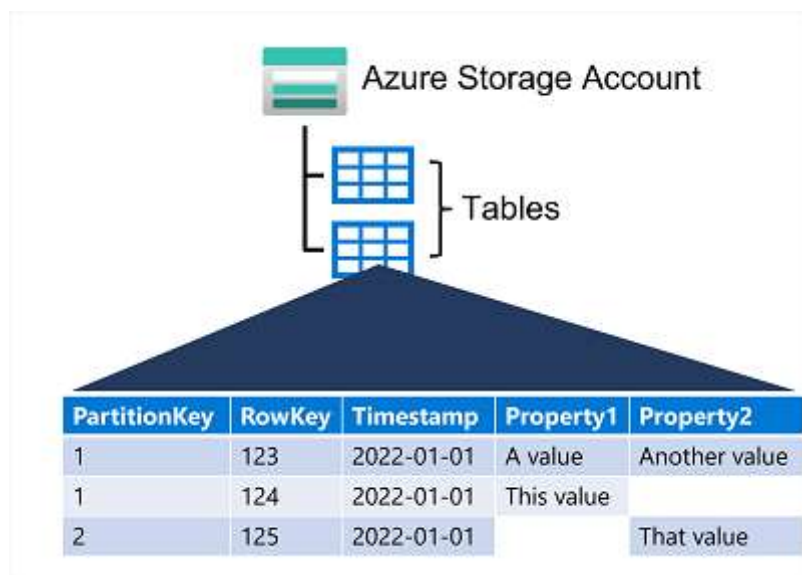 Azure Storage Account
Tables
PartitionKey RowKey Timestamp Property1 Property2
1 123 2022-01-01 A value Another value
1 124 2022-01-01 This value
2 125 2022-01-01 That value